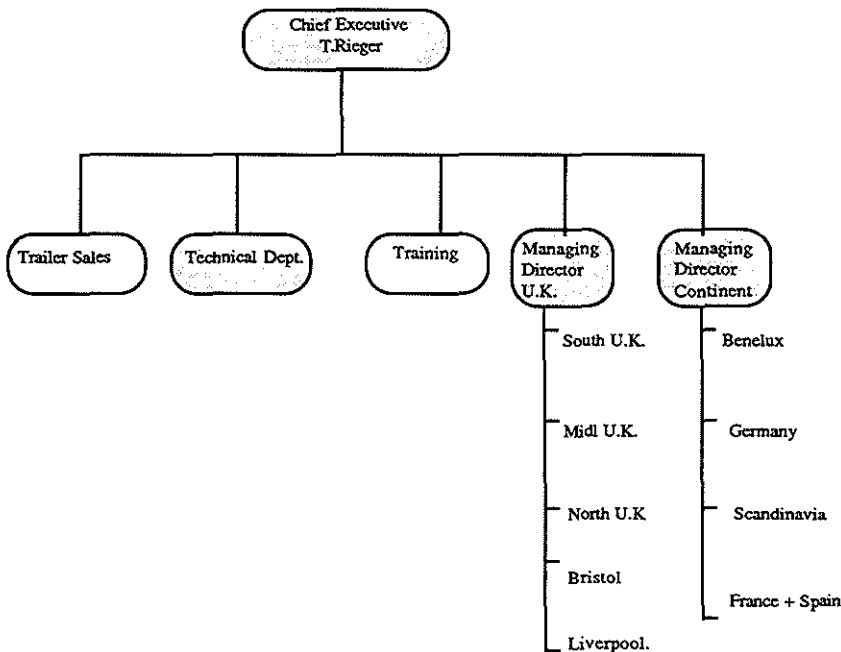 Chief Executive
T.Rieger
Trailer Sales
Technical Dept.
Training
Managing
Director
U.K.
Managing
Director
Continent
South U.K.
Midl U.K.
North U.K
Bristol
Liverpool.
Benelux
Germany
Scandinavia
France + Spain